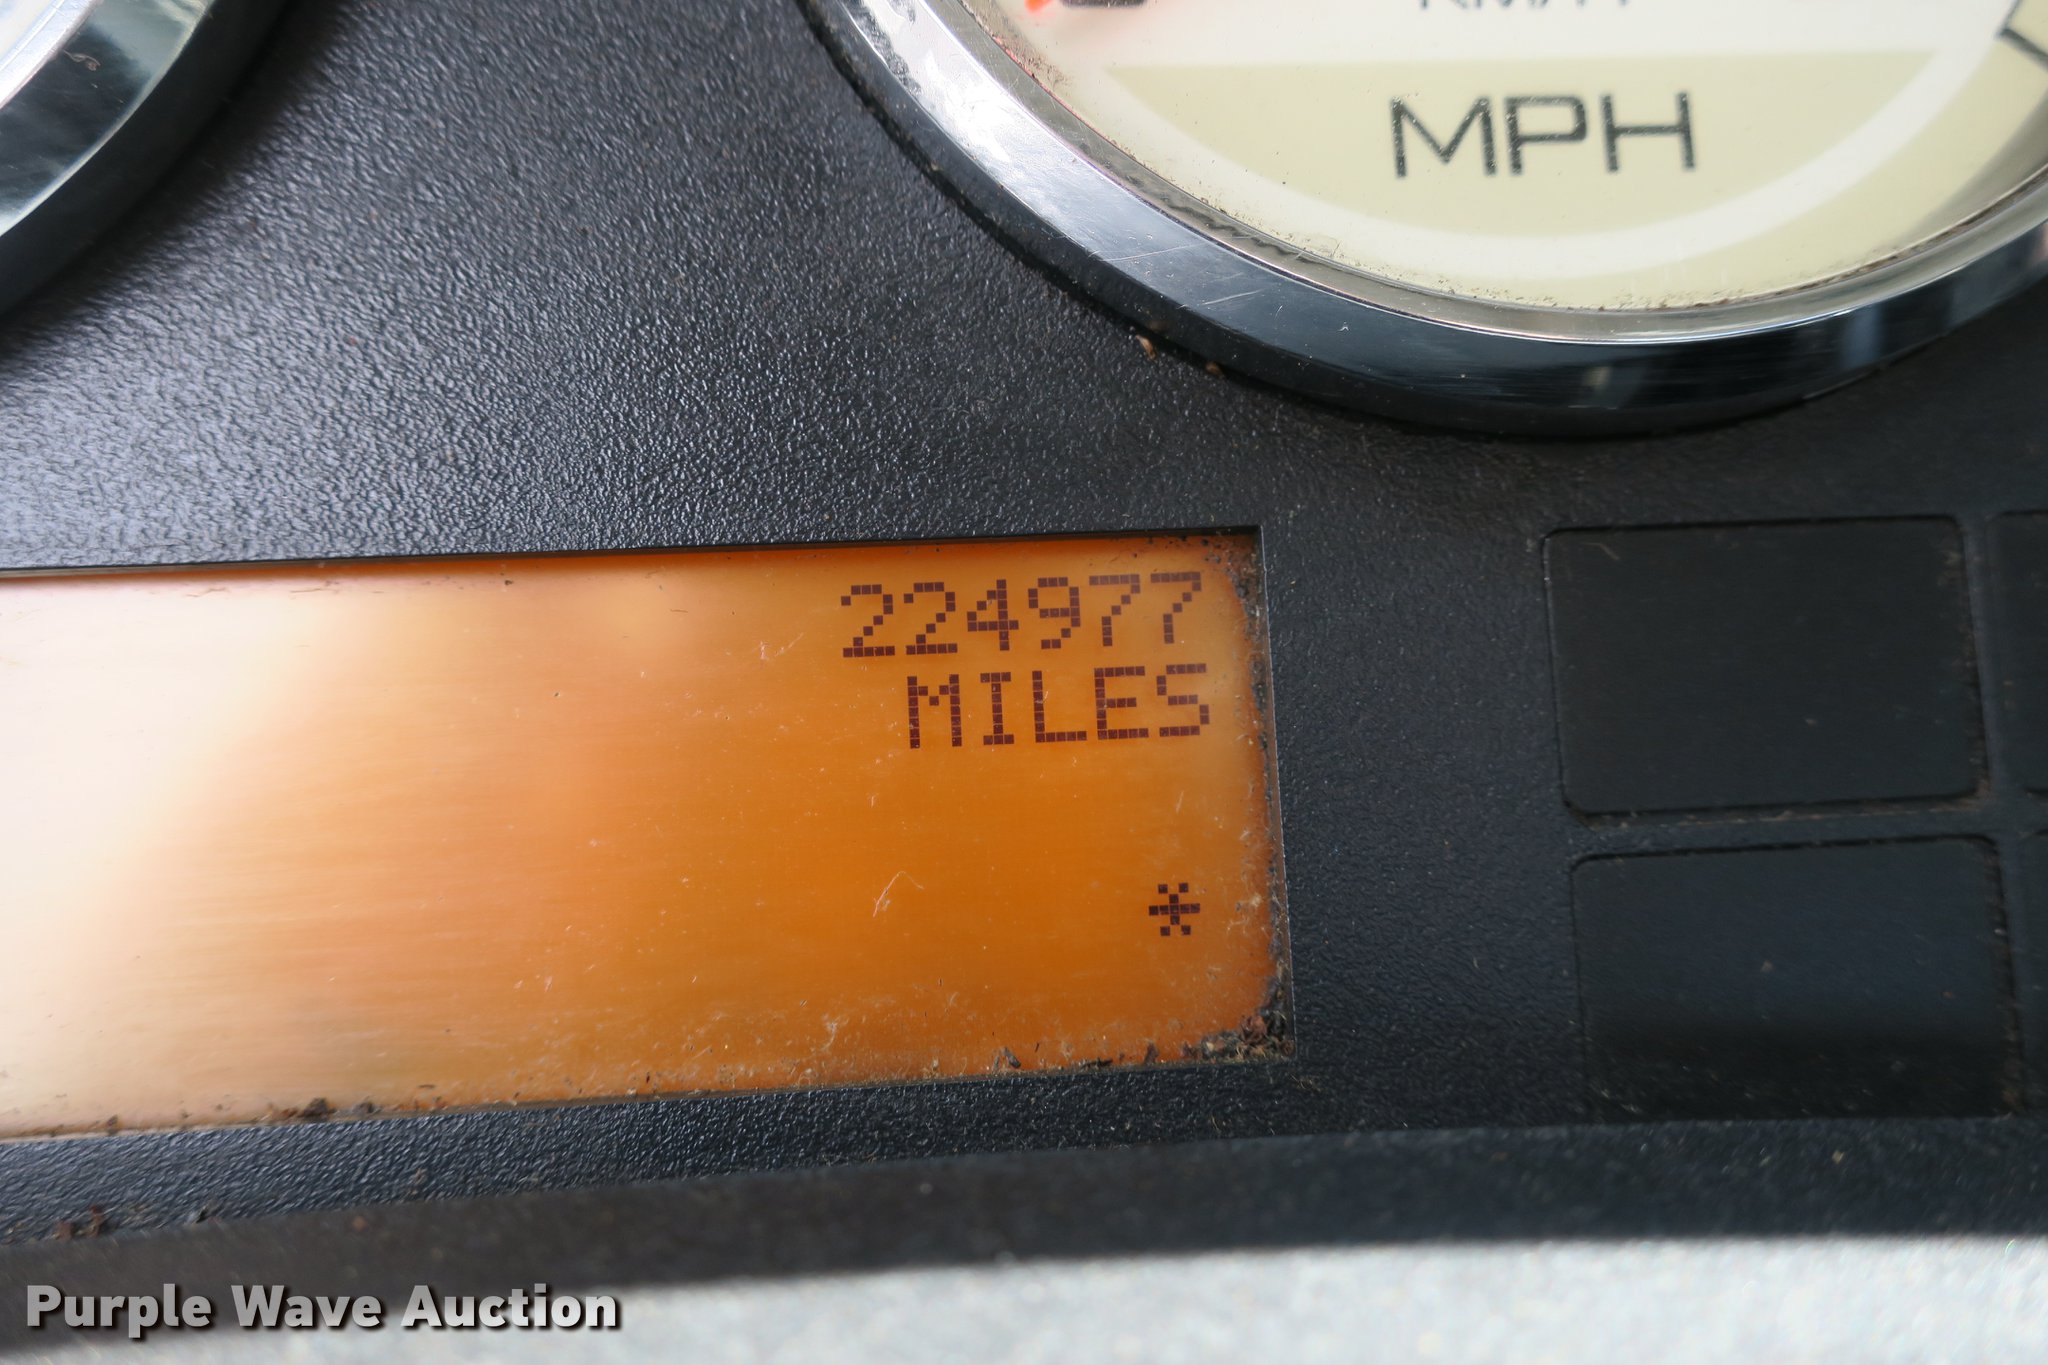 MPH
224977
MILES
*
Purple Wave Auction